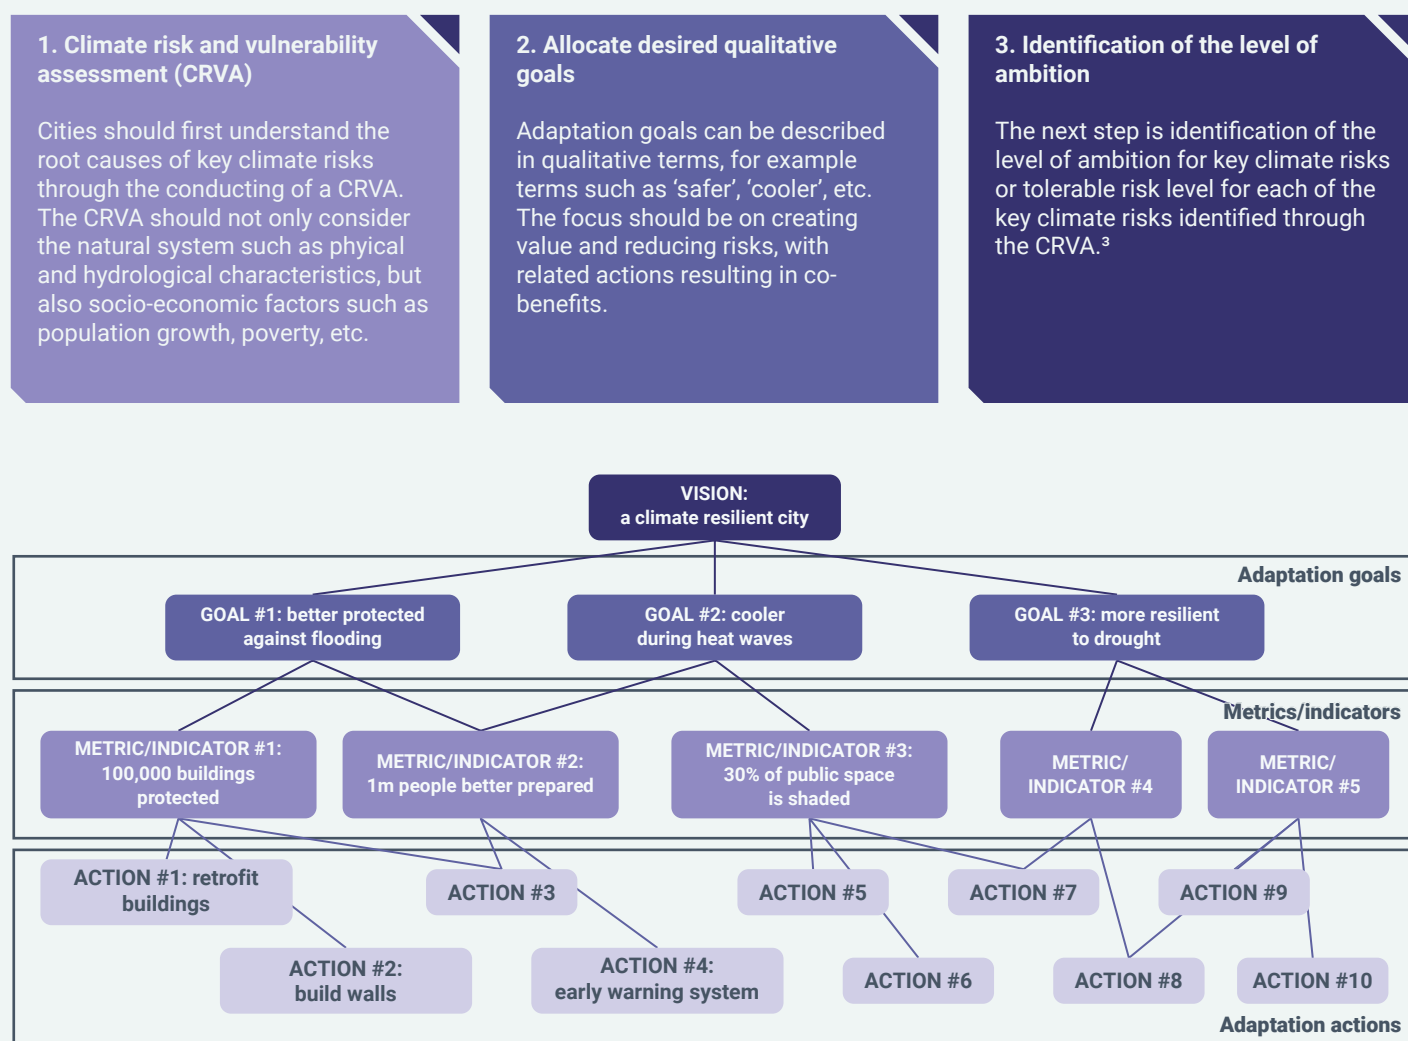 1. Climate risk and vulnerability
assessment (CRVA)
Cities should first understand the
root causes of key climate risks
through the conducting of a CRVA.
The CRVA should not only consider
the natural system such as phyical
and hydrological characteristics, but
also socio-economic factors such as
population growth, poverty, etc.
2. Allocate desired qualitative
goals
Adaptation goals can be described
in qualitative terms, for example
terms such as ‘safer’, ‘cooler’, etc.
The focus should be on creating
value and reducing risks, with
related actions resulting in co-
benefits.
3. Identification of the level of
ambition
The next step is identification of the
level of ambition for key climate risks
or tolerable risk level for each of the
key climate risks identified through
the CRVA.³
VISION:
a climate resilient city
Adaptation goals
GOAL #1: better protected
against flooding
GOAL #2: cooler
during heat waves
GOAL #3: more resilient
to drought
Metrics/indicators
METRIC/INDICATOR #1:
100,000 buildings
protected
METRIC/INDICATOR #2:
1m people better prepared
METRIC/INDICATOR #3:
30% of public space
is shaded
METRIC/
INDICATOR #4
METRIC/
INDICATOR #5
ACTION #1: retrofit
buildings
ACTION #3
ACTION #5
ACTION #7
ACTION #9
ACTION #2:
build walls
ACTION #4:
early warning system
ACTION #6
ACTION #8
ACTION #10
Adaptation actions